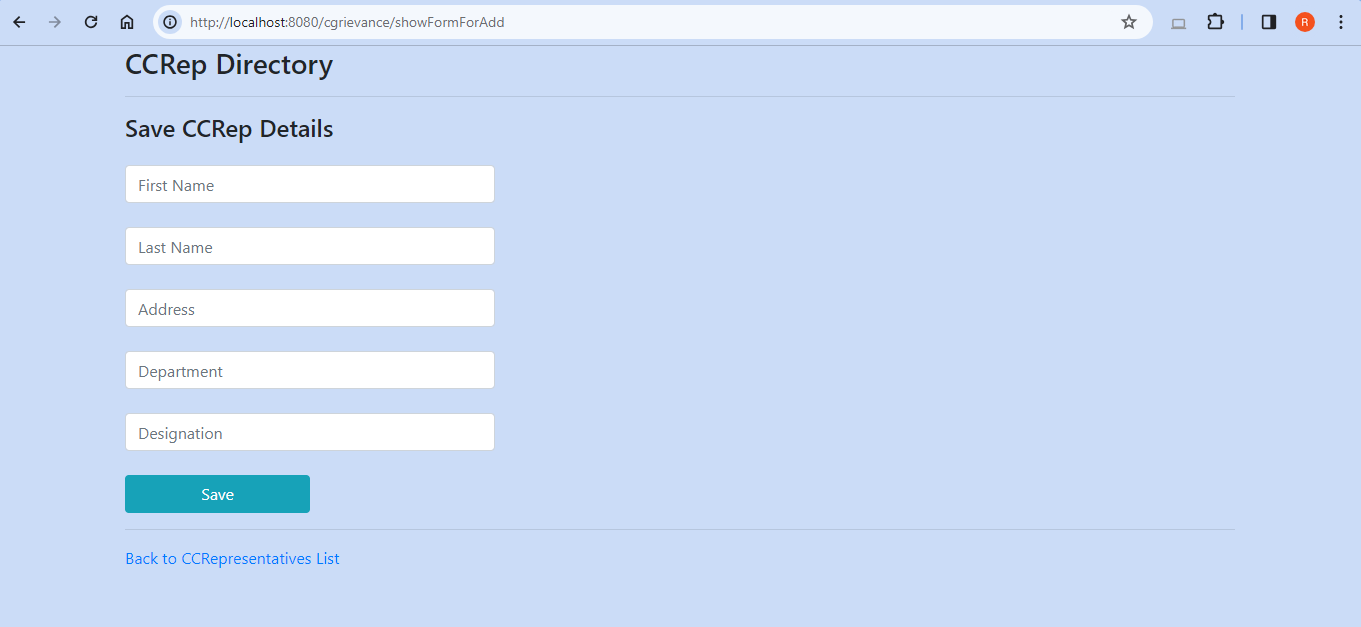 http://localhost:8080/cgrievance/showFormForAdd
R
CCRep Directory
Save CCRep Details
First Name
Last Name
Address
Department
Designation
Save
Back to CCRepresentatives List